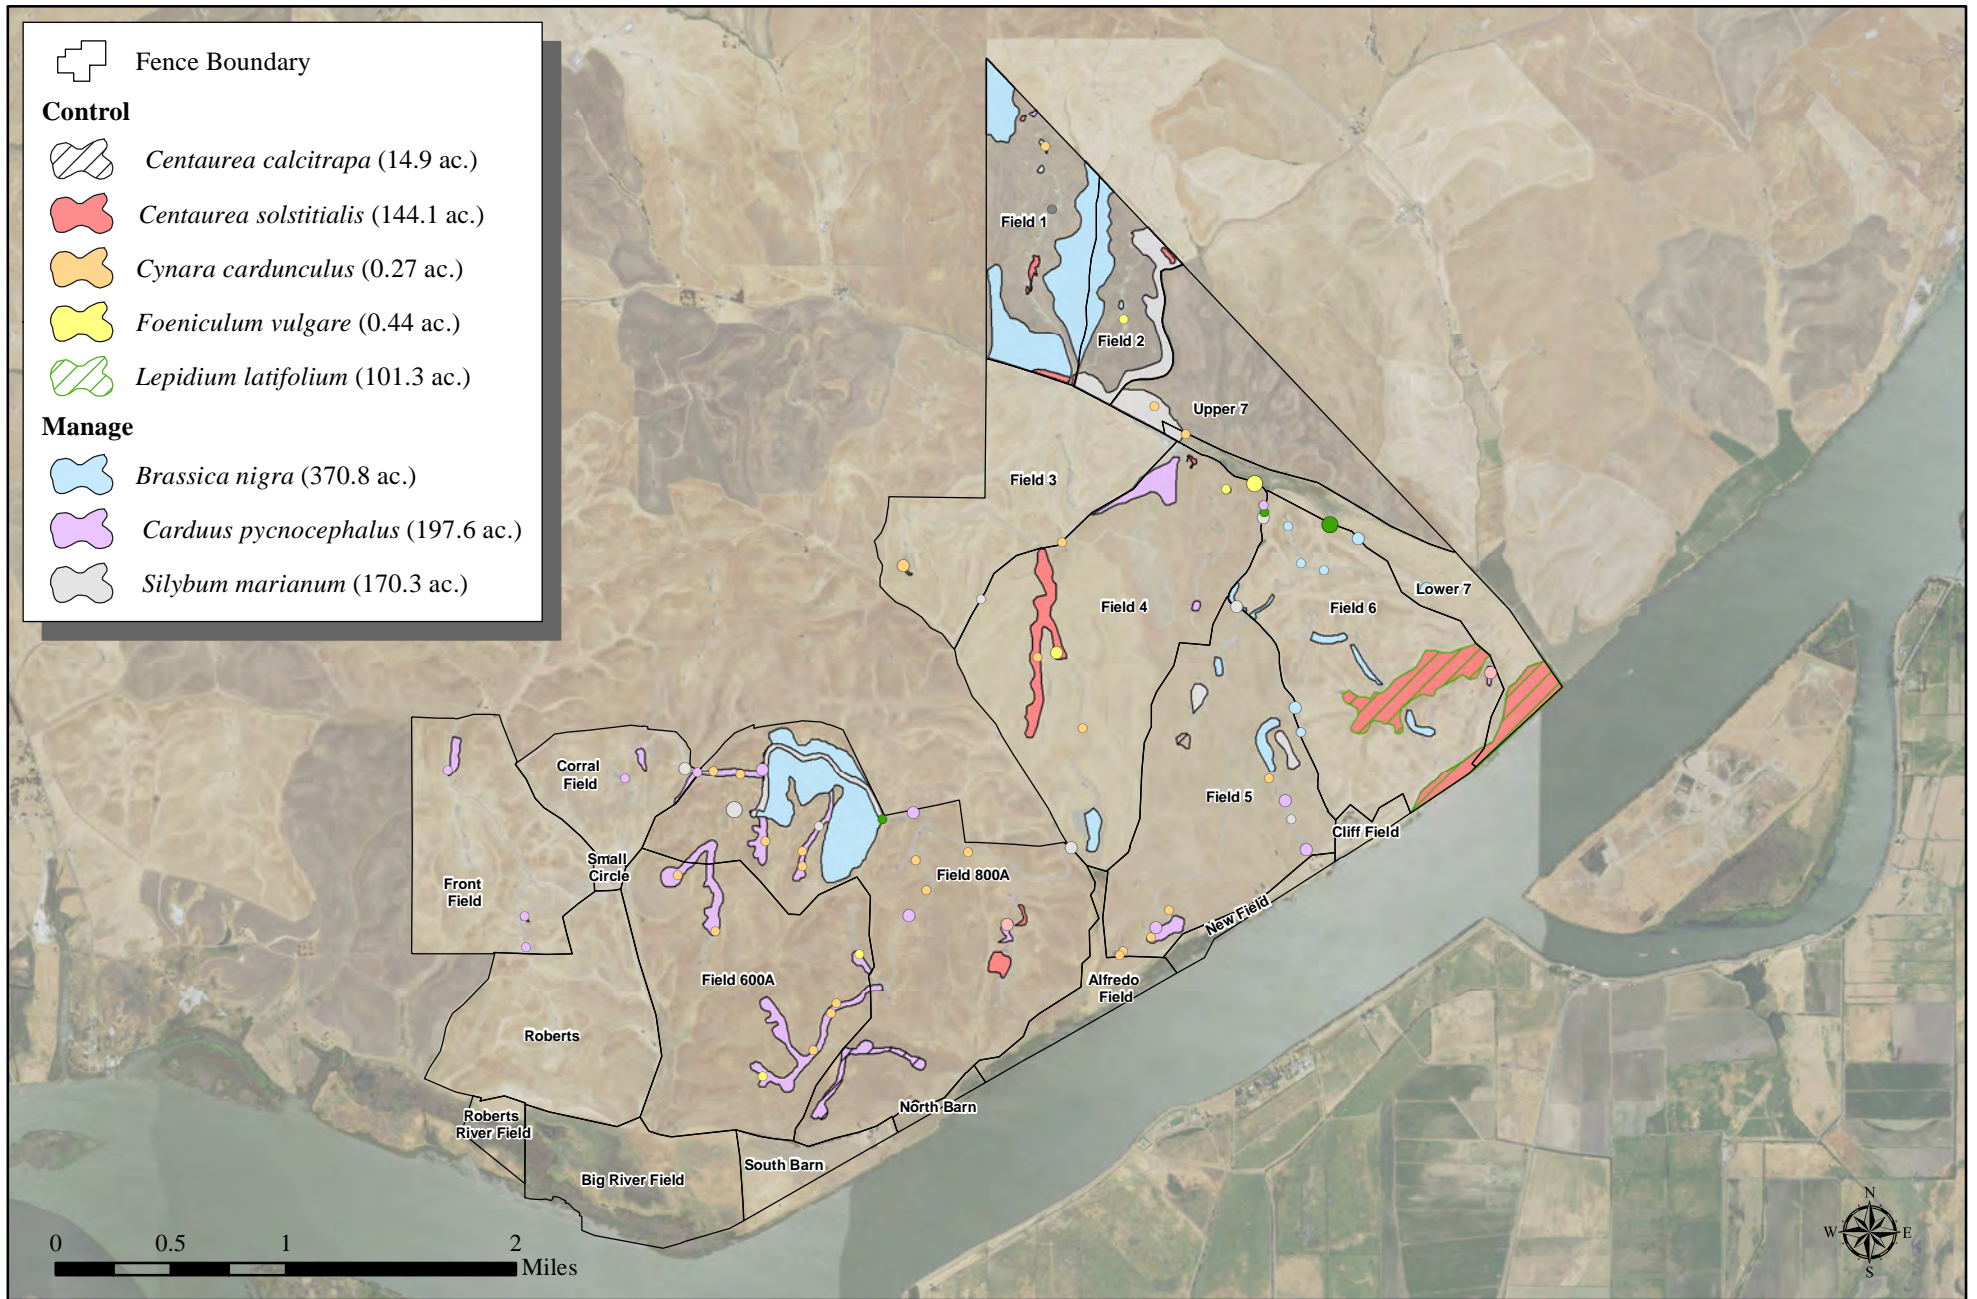 Fence Boundary
Control
Centaurea calcitrapa (14.9 ac.)
Centaurea solstitialis (144.1 ac.)
Cynara cardunculus (0.27 ac.)
Foeniculum vulgare (0.44 ac.)
Lepidium latifolium (101.3 ac.)
Manage
Brassica nigra (370.8 ac.)
Carduus pycnocephalus (197.6 ac.)
Silybum marianum (170.3 ac.)
Field 1
Field 2
Upper 7
Field 3
Field 4
Lower 7
Field 6
Corral
Field
Field 5
Cliff Field
Small
Circle
Front
Field
Field 800A
New Field
Field 600A
Alfredo
Field
Roberts
North Barn
Roberts
River Field
South Barn
Big River Field
0 0.5 1 2
Miles
N
W E
S